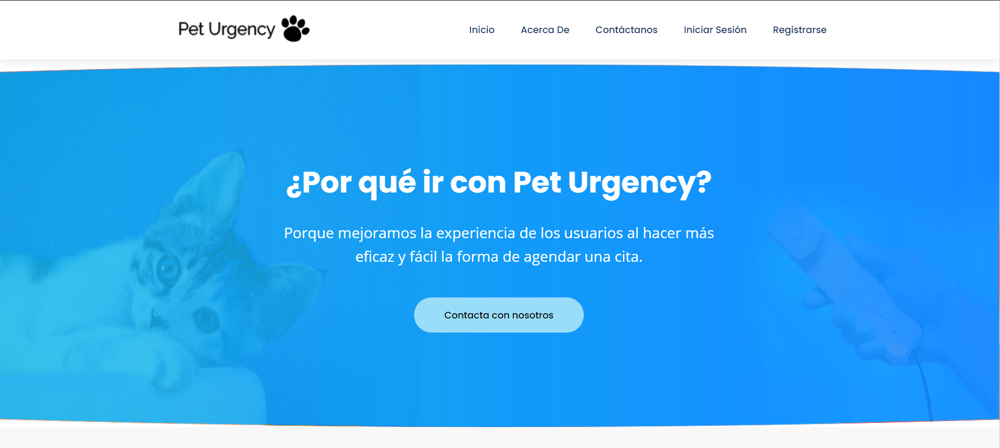 Pet Urgency
Inicio Acerca De Contáctanos Iniciar Sesión Registrarse
¿Por qué ir con Pet Urgency?
Porque mejoramos la experiencia de los usuarios al hacer más
eficaz y fácil la forma de agendar una cita.
Contacta con nosotros